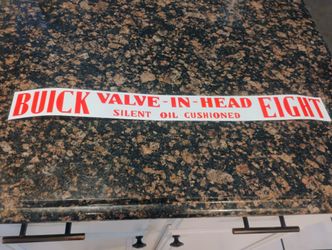 BUICK VALVE-IN-HEAD EIGHT
SILENT OIL CUSHIONED